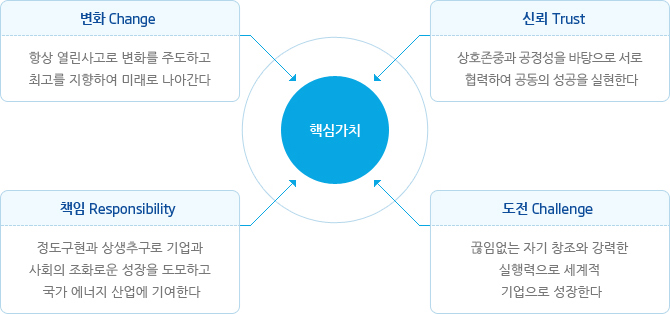 변화 Change
항상 열린사고로 변화를 주도하고
최고를 지향하여 미래로 나아간다
신뢰 Trust
상호존중과 공정성을 바탕으로 서로
협력하여 공동의 성공을 실현한다
핵심가치
책임 Responsibility
정도구현과 상생추구로 기업과
사회의 조화로운 성장을 도모하고
국가 에너지 산업에 기여한다
도전 Challenge
끊임없는 자기 창조와 강력한
실행력으로 세계적
기업으로 성장한다